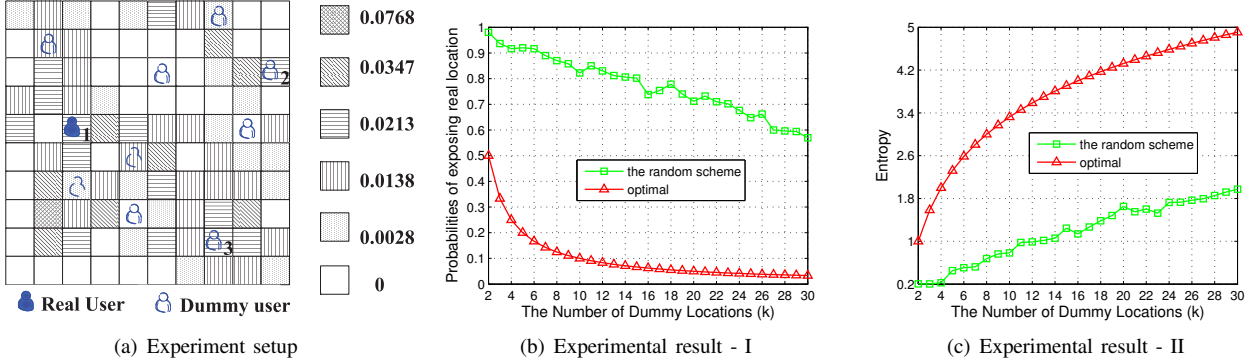 2
1
3
0.0768
0.0347
0.0213
0.0138
0.0028
0
Real User
Dummy user
(a) Experiment setup
Probabilities of exposing real location
1
0.9
0.8
0.7
0.6
0.5
0.4
0.3
0.2
0.1
0
the random scheme
optimal
2 4 6 8 10 12 14 16 18 20 22 24 26 28 30
The Number of Dummy Locations (k)
(b) Experimental result - I
Entropy
5
4.2
3.4
2.6
1.8
1
0.2
the random scheme
optimal
2 4 6 8 10 12 14 16 18 20 22 24 26 28 30
The Number of Dummy Locations (k)
(c) Experimental result - II